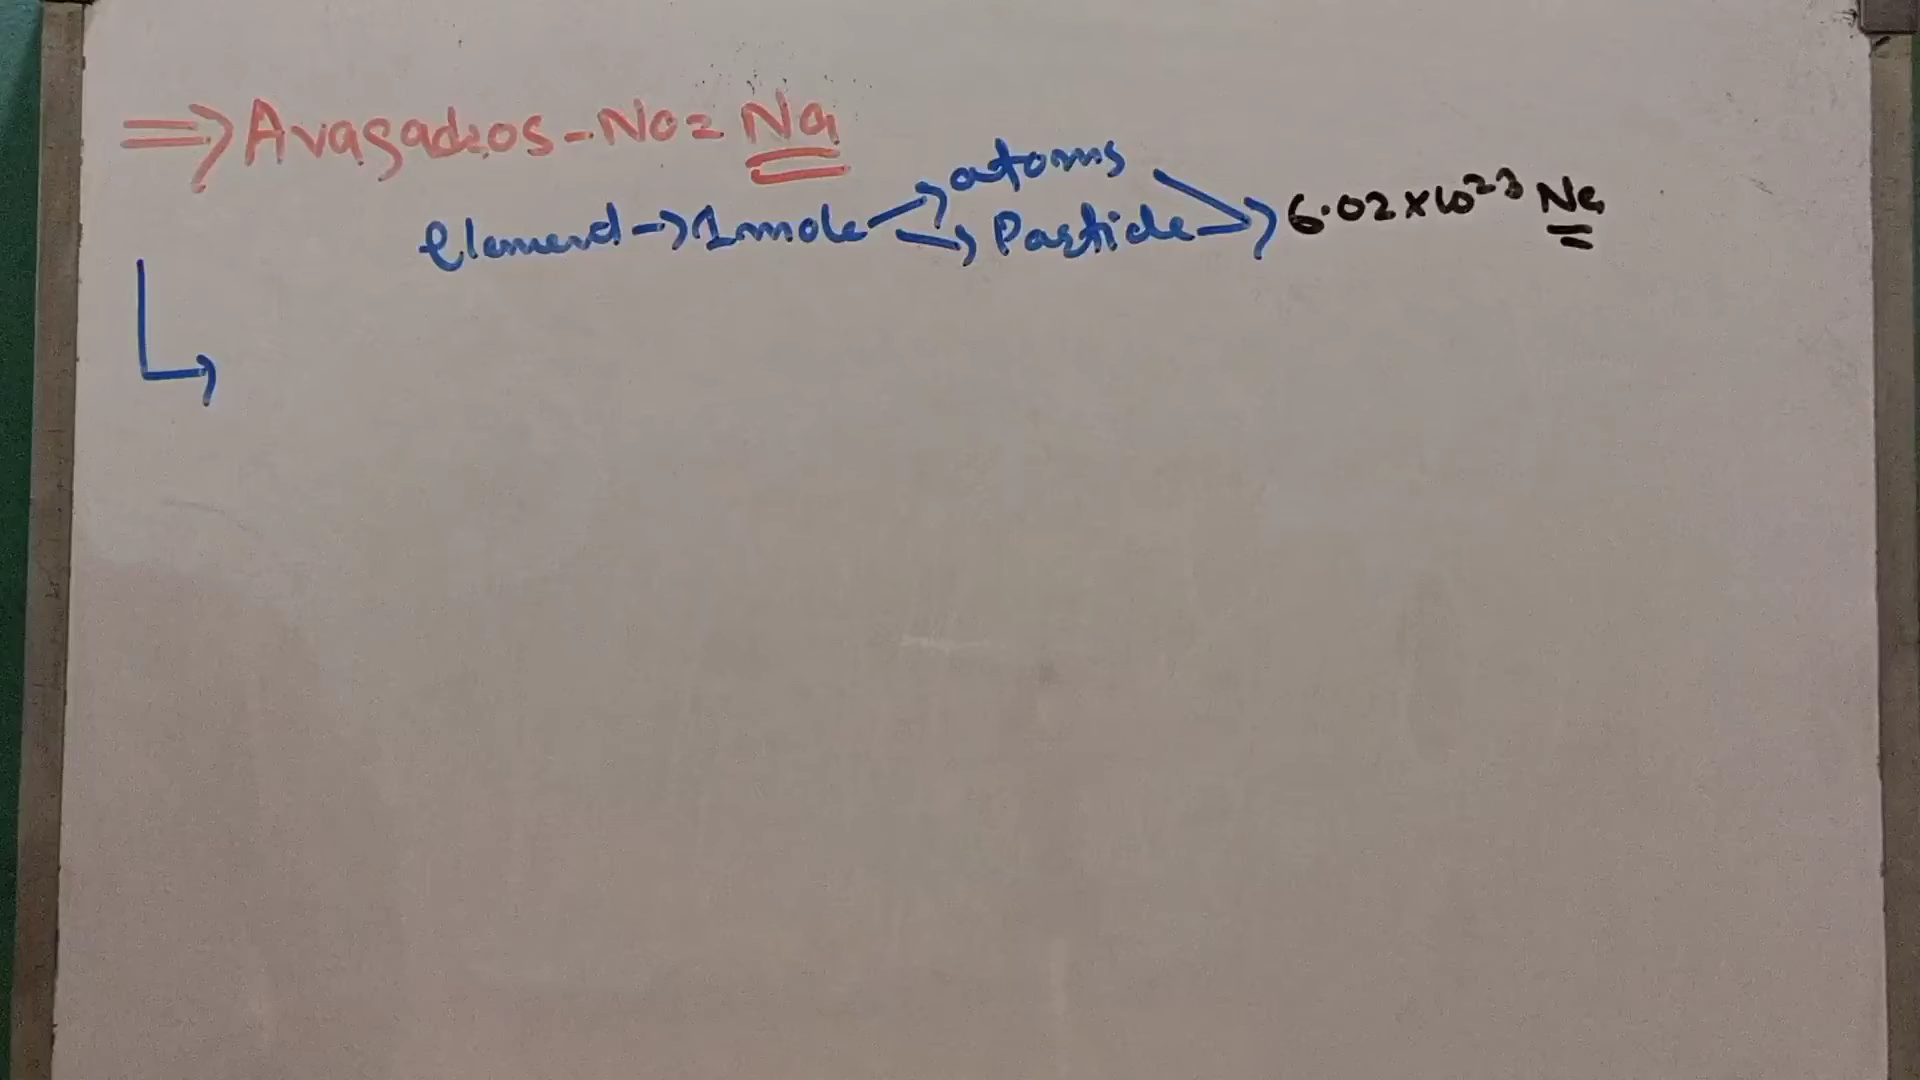 ⇒ Avagadros - No = Na
Element → 1 mole → atoms → Particle → 6.02 × 10²³ Na